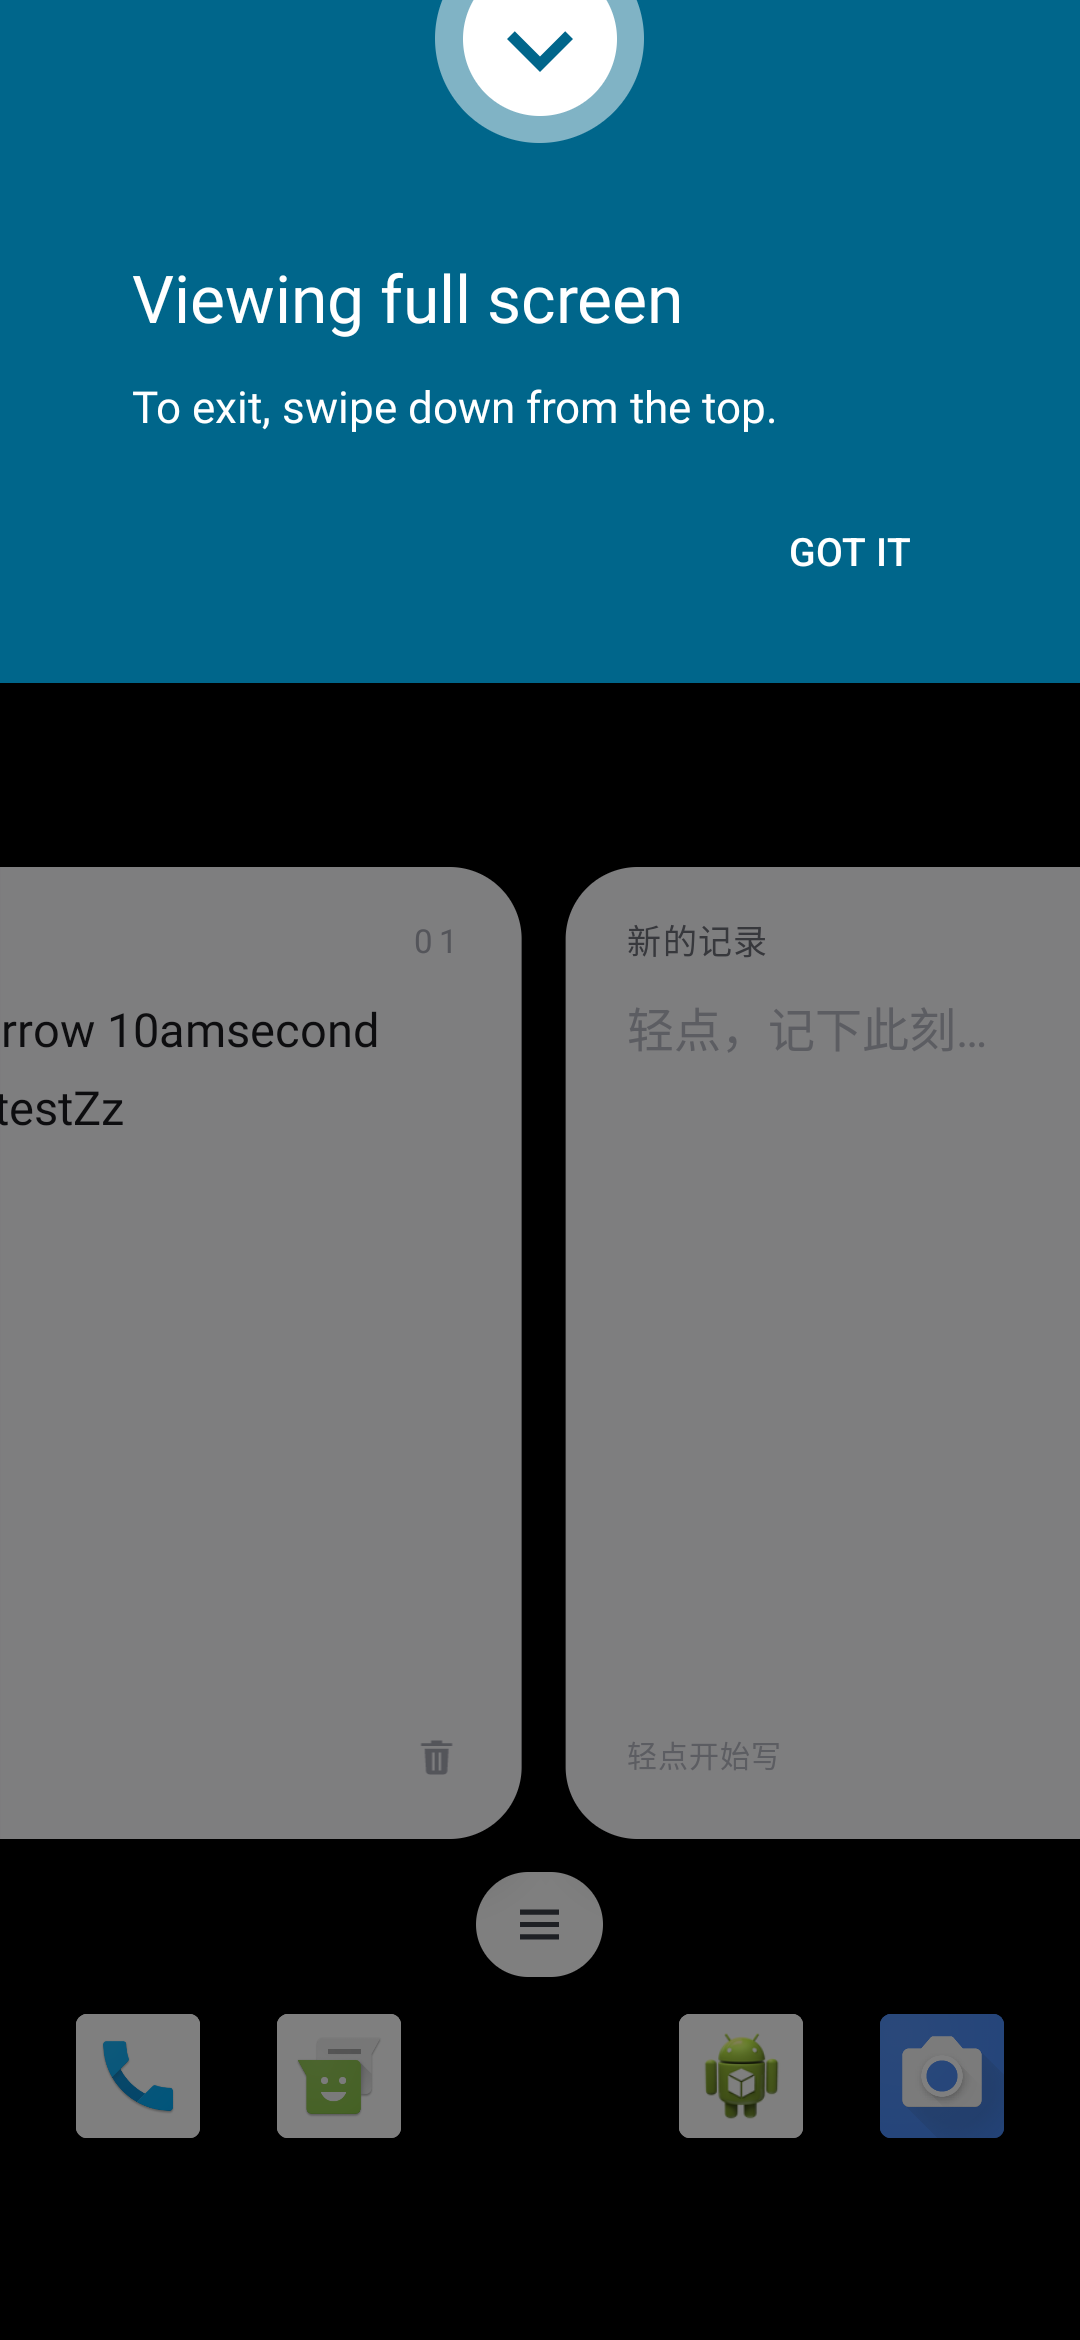 Viewing full screen
To exit, swipe down from the top.
GOT IT
01
rrow 10amsecond
testZz
新的记录
轻点，记下此刻...
轻点开始写